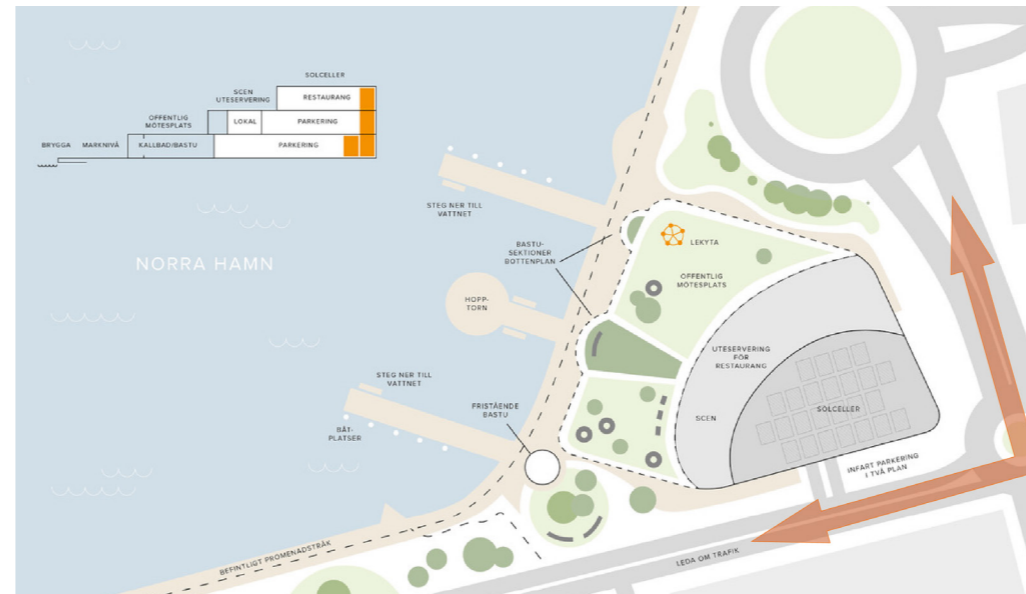 SOLCELLER
SCEN
UTESERVERING
RESTAURANG
OFFENTLIG
MÖTESPLATS
LOKAL
PARKERING
BRYGGA
MARKNIVÅ
KALLBAD/BASTU
PARKERING
STEG NER TILL
VATTNET
BASTU-
SEKTIONER
BOTTENPLAN
LEKYTA
OFFENTLIG
MÖTESPLATS
NORRA HAMN
HOPP-
TORN
UTESERVERING
FÖR
RESTAURANG
STEG NER TILL
VATTNET
FRISTÅENDE
BASTU
SCEN
SOLCELLER
BÅT-
PLATSER
INFART PARKERING
I TVÅ PLAN
BEFINTLIGT PROMENADSTRÅK
LEDA OM TRAFIK